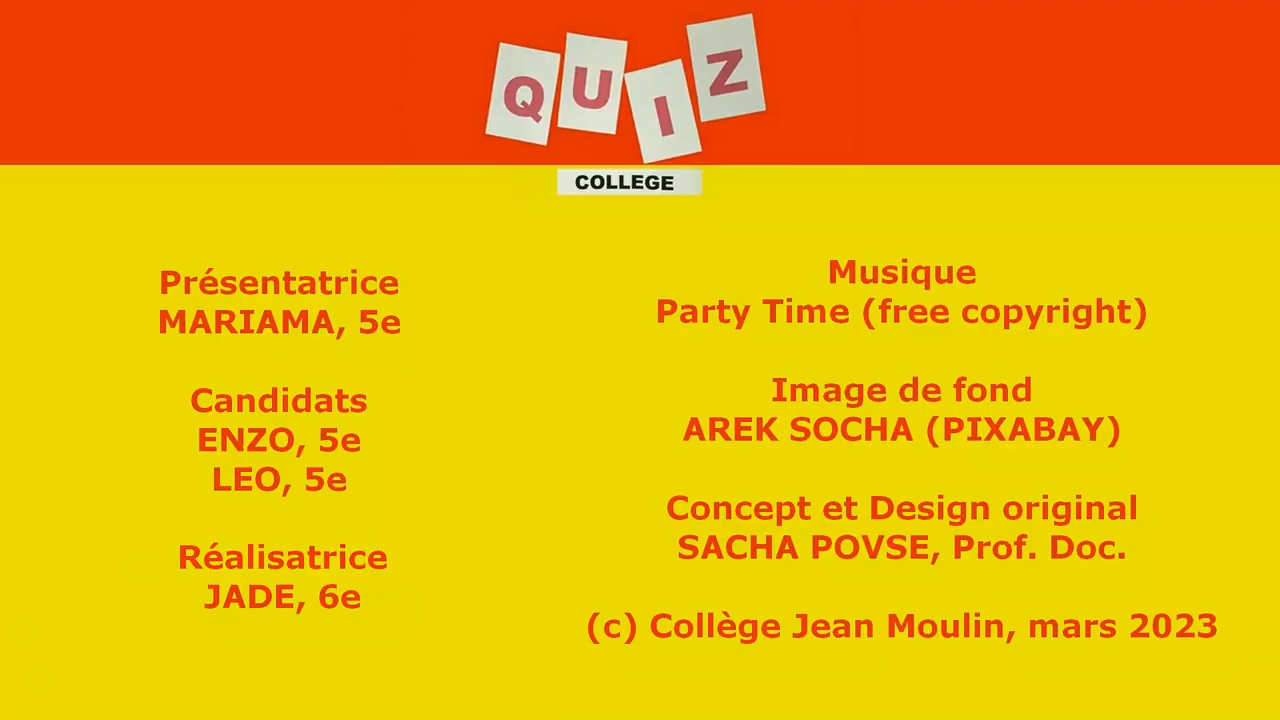 QUIZ
COLLEGE
Présentatrice
MARIAMA, 5e
Candidats
ENZO, 5e
LEO, 5e
Réalisatrice
JADE, 6e
Musique
Party Time (free copyright)
Image de fond
AREK SOCHA (PIXABAY)
Concept et Design original
SACHA POVSE, Prof. Doc.
(c) Collège Jean Moulin, mars 2023